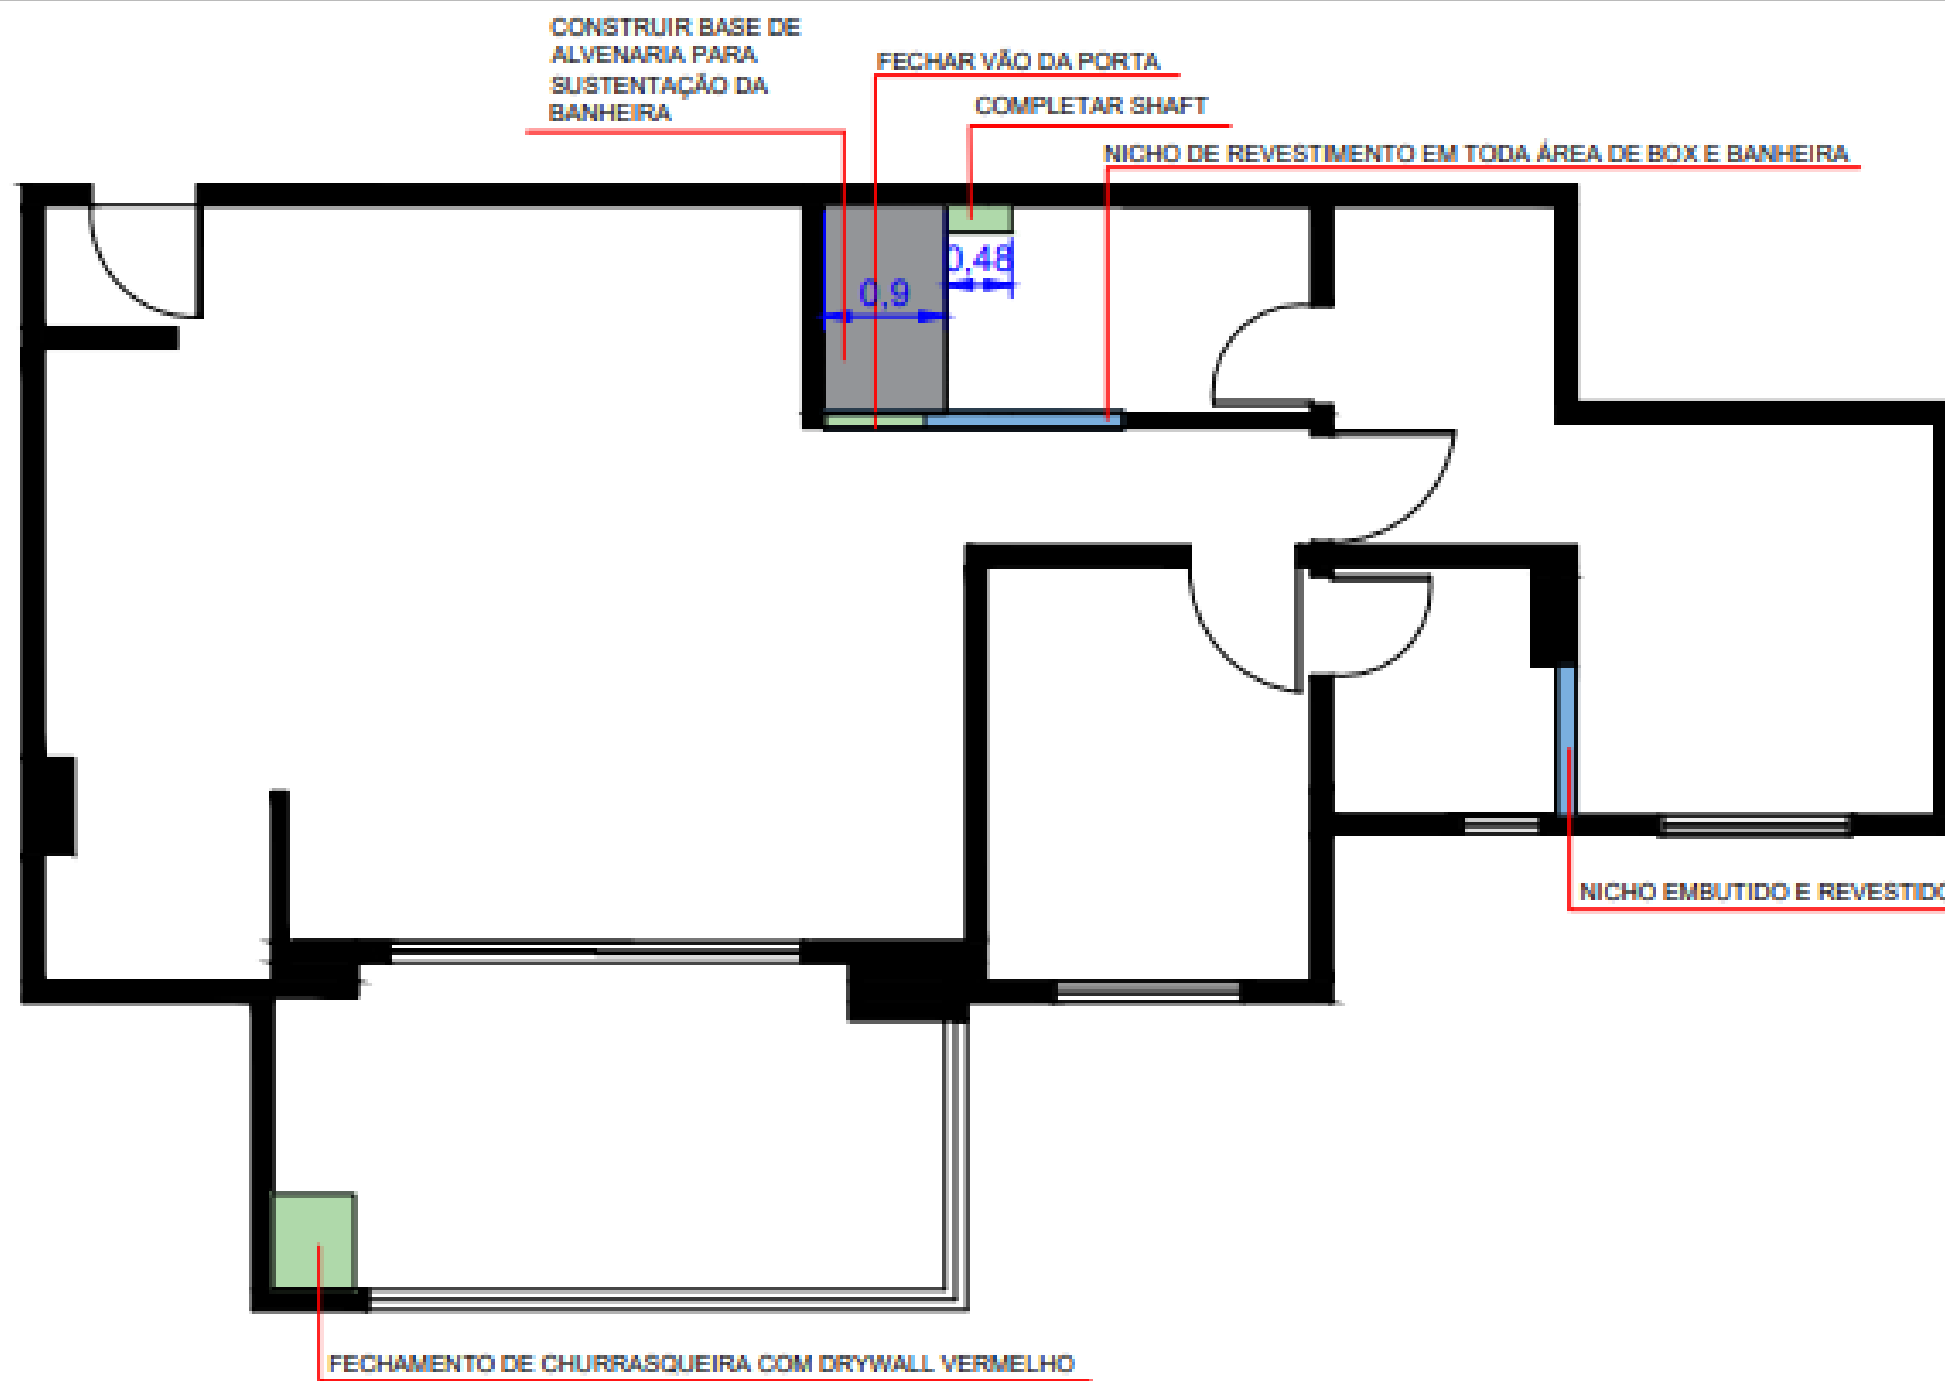 CONSTRUIR BASE DE
ALVENARIA PARA
SUSTENTAÇÃO DA
BANHEIRA
FECHAR VÃO DA PORTA
COMPLETAR SHAFT
NICHO DE REVESTIMENTO EM TODA ÁREA DE BOX E BANHEIRA
0,48
0,9
NICHO EMBUTIDO E REVESTIDO
FECHAMENTO DE CHURRASQUEIRA COM DRYWALL VERMELHO